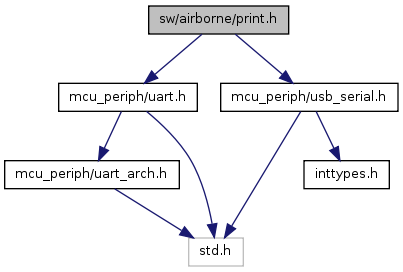 sw/airborne/print.h
mcu_periph/uart.h
mcu_periph/usb_serial.h
mcu_periph/uart_arch.h
inttypes.h
std.h